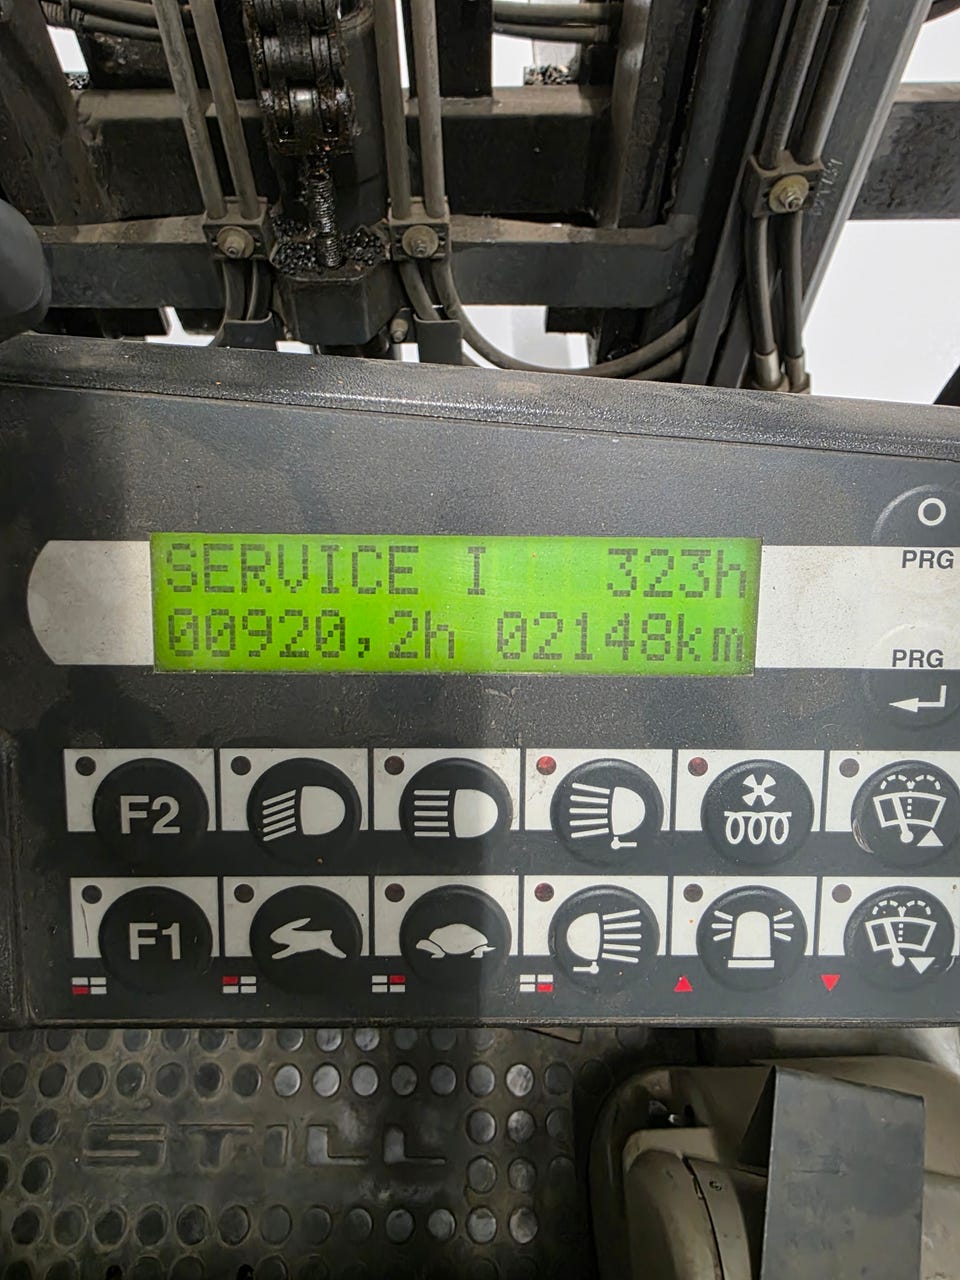 SERVICE I 323h
00920,2h 02148km
PRG
PRG
F2
F1
STILL